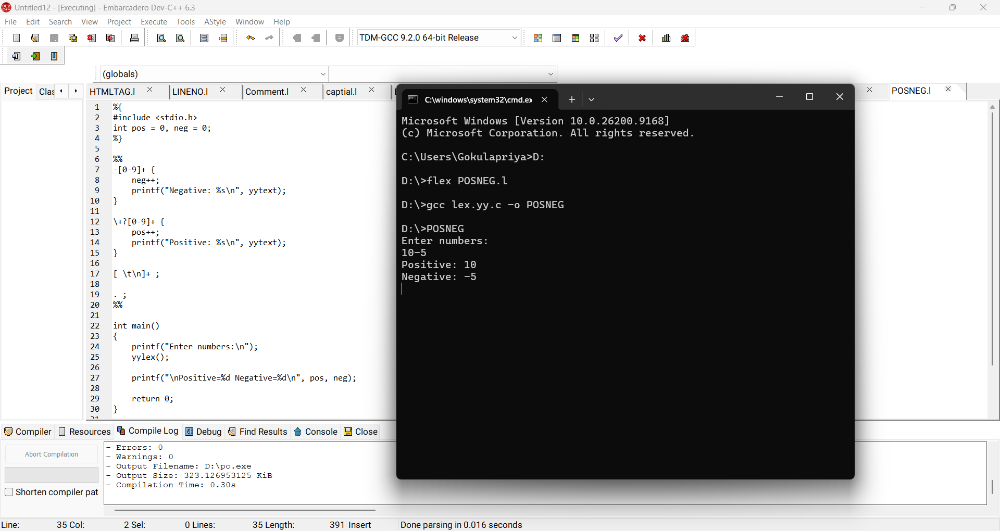 Untitled12 - [Executing] - Embarcadero Dev-C++ 6.3
File Edit Search View Project Execute Tools AStyle Window Help
TDM-GCC 9.2.0 64-bit Release
(globals)
Project Clas HTMLTAG.l LINENO.l Comment.l captial.l POSNEG.l
1 %{
2 #include <stdio.h>
3 int pos = 0, neg = 0;
4 %}
5
6 %%
7 -[0-9]+ {
8 neg++;
9 printf("Negative: %s\n", yytext);
10 }
11
12 \+?[0-9]+ {
13 pos++;
14 printf("Positive: %s\n", yytext);
15 }
16
17 [ \t\n]+ ;
18
19 . ;
20 %%
21
22 int main()
23 {
24 printf("Enter numbers:\n");
25 yylex();
26
27 printf("\nPositive=%d Negative=%d\n", pos, neg);
28
29 return 0;
30 }
C:\windows\system32\cmd.ex
Microsoft Windows [Version 10.0.26200.9168]
(c) Microsoft Corporation. All rights reserved.
C:\Users\Gokulapriya>D:
D:\>flex POSNEG.l
D:\>gcc lex.yy.c -o POSNEG
D:\>POSNEG
Enter numbers:
10-5
Positive: 10
Negative: -5
Compiler Resources Compile Log Debug Find Results Console Close
Abort Compilation
Shorten compiler pat
- Errors: 0
- Warnings: 0
- Output Filename: D:\po.exe
- Output Size: 323.126953125 KiB
- Compilation Time: 0.30s
Line: 35 Col: 2 Sel: 0 Lines: 35 Length: 391 Insert Done parsing in 0.016 seconds